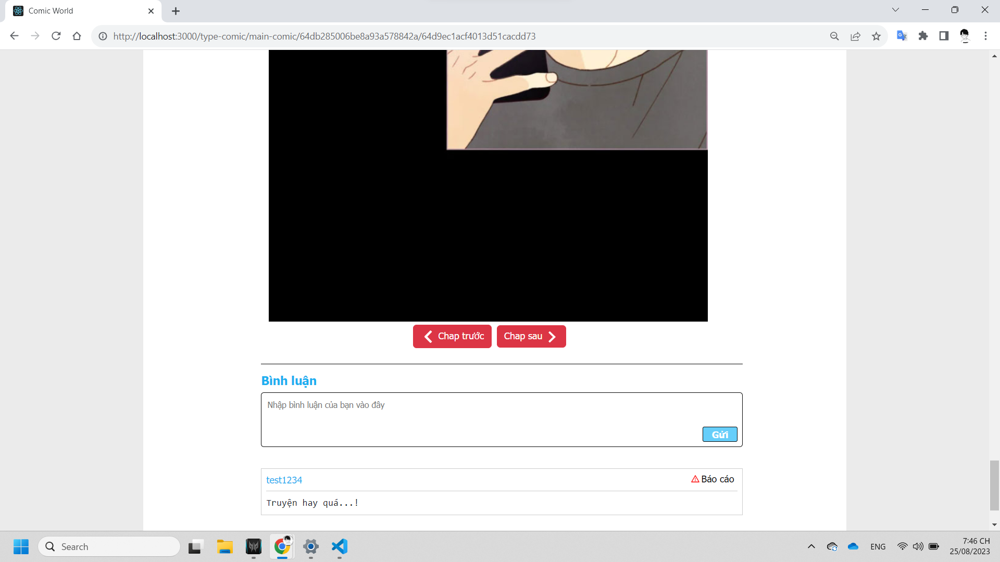 Comic World
http://localhost:3000/type-comic/main-comic/64db285006be8a93a578842a/64d9ec1acf4013d51cacdd73
Chap trước
Chap sau
Bình luận
Nhập bình luận của bạn vào đây
Gửi
test1234
Báo cáo
Truyện hay quá...!
Search
ENG
7:46 CH
25/08/2023